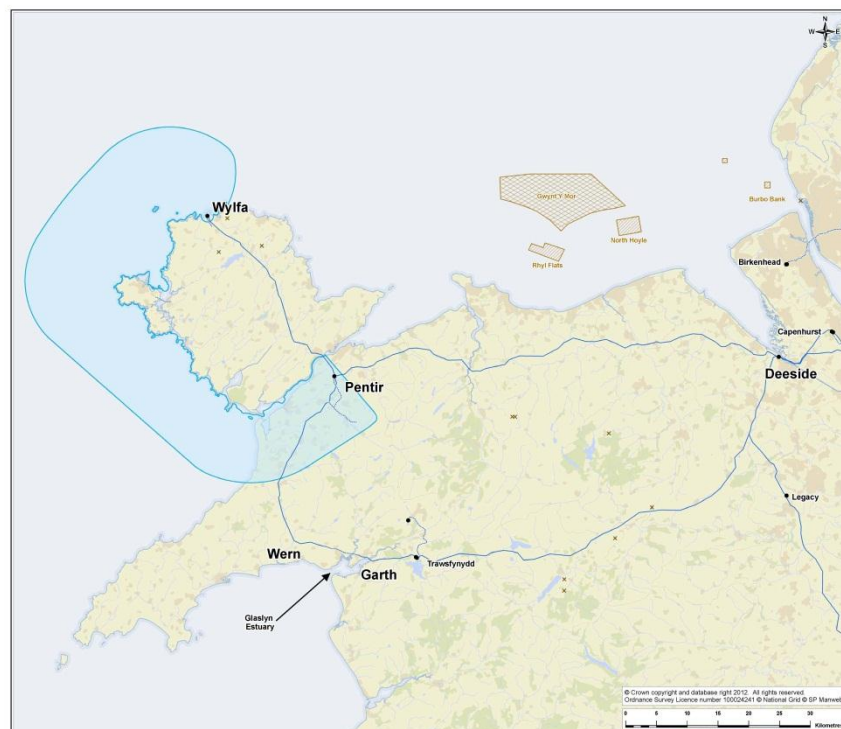 N
W E
S
Wylfa
Gwynt Y Mor
Burbo Bank
North Hoyle
Rhyl Flats
Birkenhead
Capenhurst
Deeside
Pentir
Legacy
Wern
Garth
Trawsfynydd
Glaslyn
Estuary
© Crown copyright and database right 2012. All rights reserved.
Ordnance Survey Licence number 100024241 © National Grid © SP Manweb
0 5 10 15 20 25 30
Kilometres